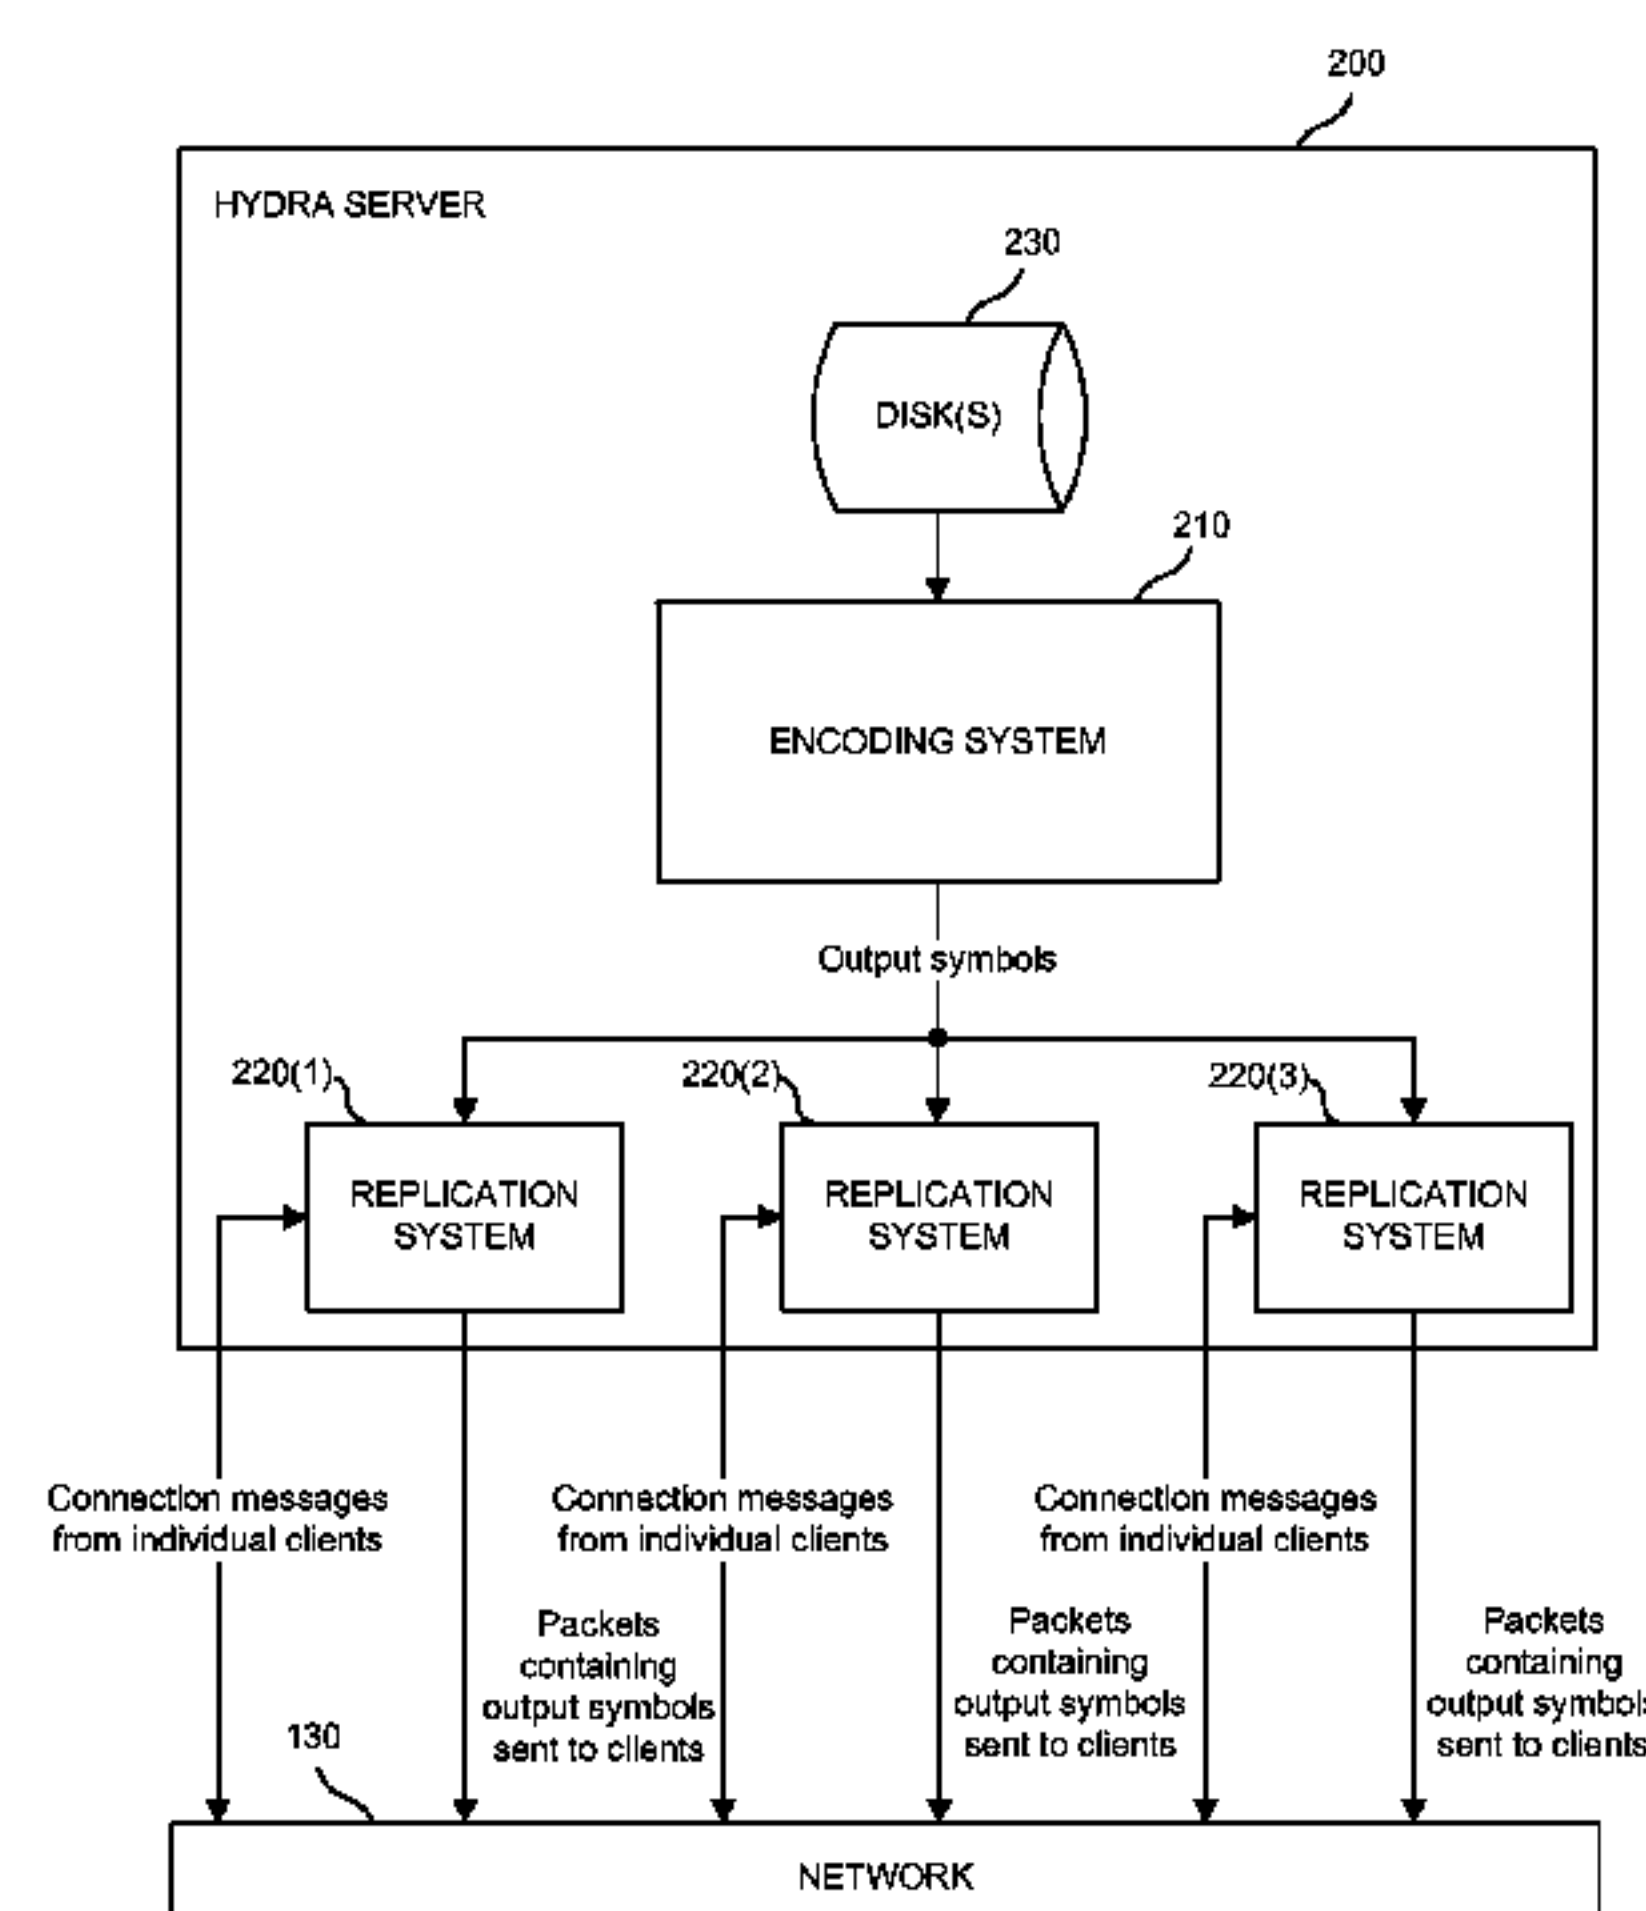 200
HYDRA SERVER
230
DISK(S)
210
ENCODING SYSTEM
Output symbols
220(1)
220(2)
220(3)
REPLICATION
SYSTEM
REPLICATION
SYSTEM
REPLICATION
SYSTEM
Connection messages
from individual clients
Connection messages
from individual clients
Connection messages
from individual clients
Packets
containing
output symbols
sent to clients
Packets
containing
output symbols
sent to clients
Packets
containing
output symbols
sent to clients
130
NETWORK